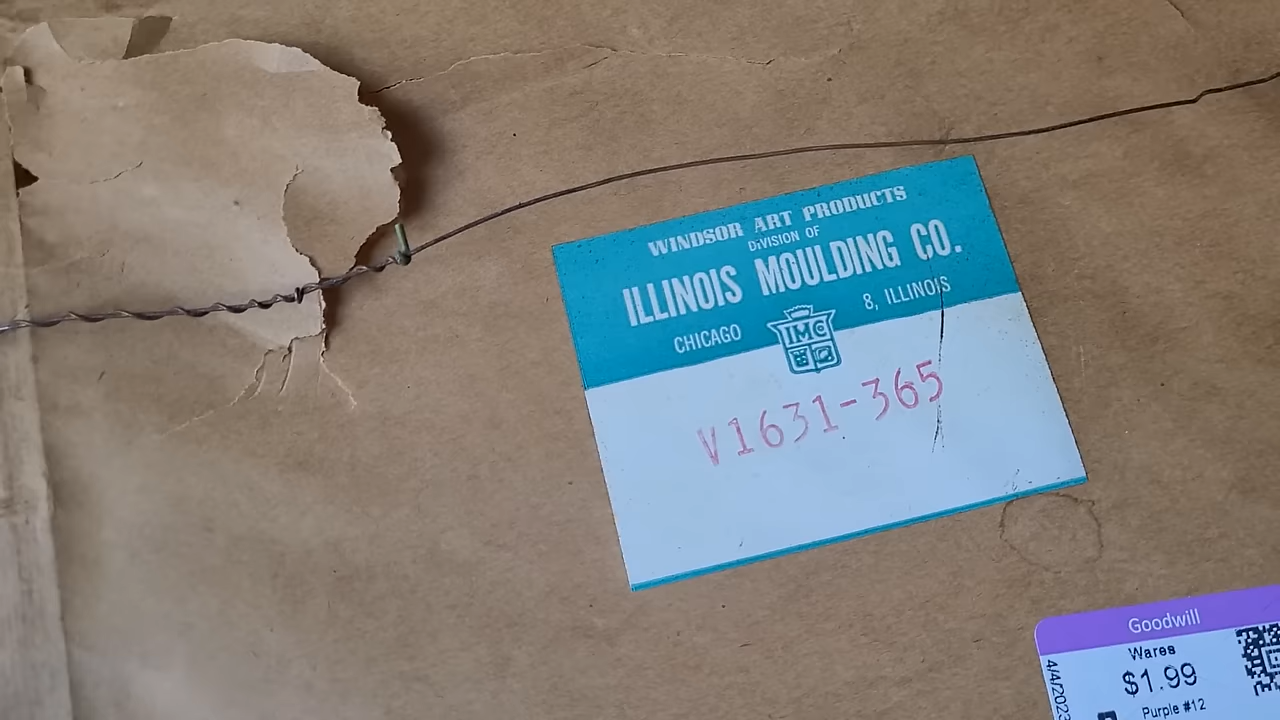 WINDSOR ART PRODUCTS
DIVISION OF
ILLINOIS MOULDING CO.
CHICAGO 8, ILLINOIS
IMC
V1631-365
Goodwill
Wares
$1.99
Purple #12
4/4/2023